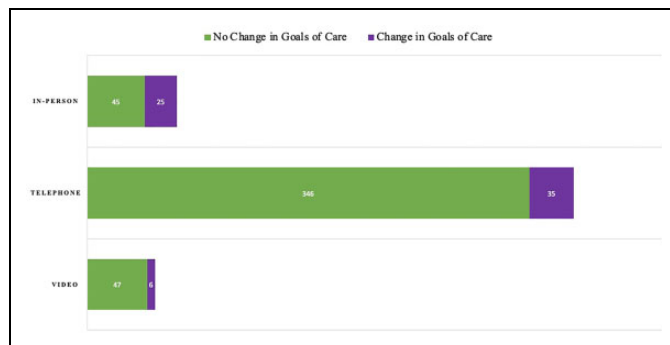 No Change in Goals of Care Change in Goals of Care
IN-PERSON 45 25
TELEPHONE 346 35
VIDEO 47 6